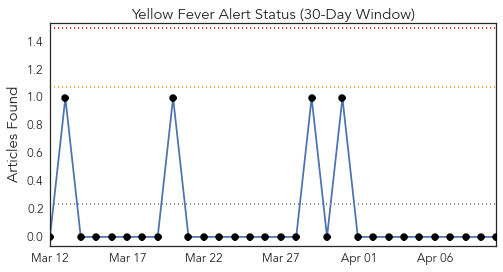 Yellow Fever Alert Status (30-Day Window)
Articles Found
1.4
1.2
1.0
0.8
0.6
0.4
0.2
0.0
Mar 12 Mar 17 Mar 22 Mar 27 Apr 01 Apr 06